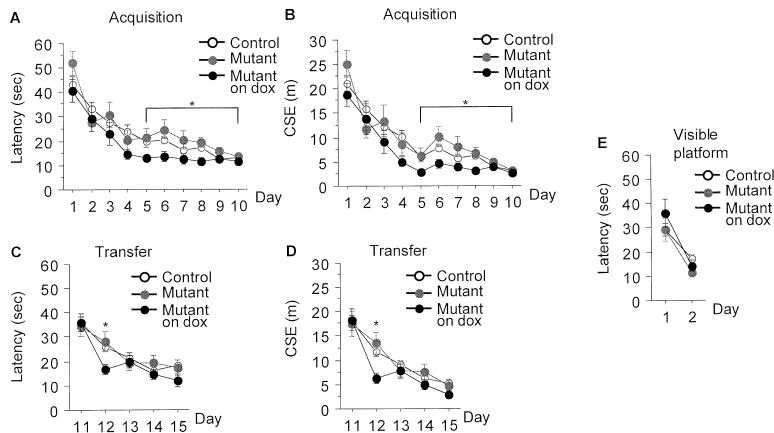 A
Acquisition
Control
Mutant
Mutant
on dox
Latency (sec)
60
50
40
30
20
10
0
*
1 2 3 4 5 6 7 8 9 10
Day
B
Acquisition
Control
Mutant
Mutant
on dox
CSE (m)
30
25
20
15
10
5
0
*
1 2 3 4 5 6 7 8 9 10
Day
C
Transfer
Control
Mutant
Mutant
on dox
Latency (sec)
60
50
40
30
20
10
0
*
11 12 13 14 15
Day
D
Transfer
Control
Mutant
Mutant
on dox
CSE (m)
30
25
20
15
10
5
0
*
11 12 13 14 15
Day
E
Visible
platform
Control
Mutant
Mutant
on dox
Latency (sec)
60
50
40
30
20
10
0
1 2
Day